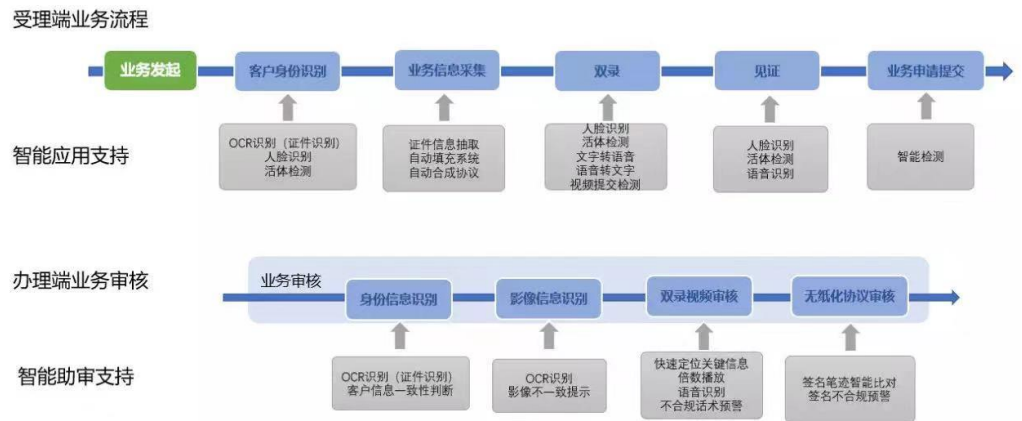 受理端业务流程
业务发起
客户身份识别
业务信息采集
双录
见证
业务申请提交
智能应用支持
OCR识别（证件识别）
人脸识别
活体检测
证件信息抽取
自动填充系统
自动合成协议
人脸识别
活体检测
文字转语音
语音转文字
视频提交检测
人脸识别
活体检测
语音识别
智能检测
办理端业务审核
业务审核
身份信息识别
影像信息识别
双录视频审核
无纸化协议审核
智能助审支持
OCR识别（证件识别）
客户信息一致性判断
OCR识别
影像不一致提示
快速定位关键信息
倍数播放
语音识别
不合规话术预警
签名笔迹智能比对
签名不合规预警